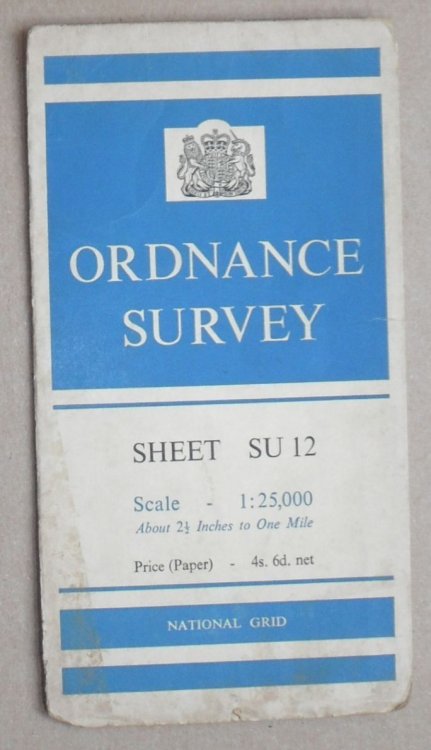 ORDNANCE
SURVEY
SHEET SU 12
Scale - 1:25,000
About 2½ Inches to One Mile
Price (Paper) - 4s. 6d. net
NATIONAL GRID